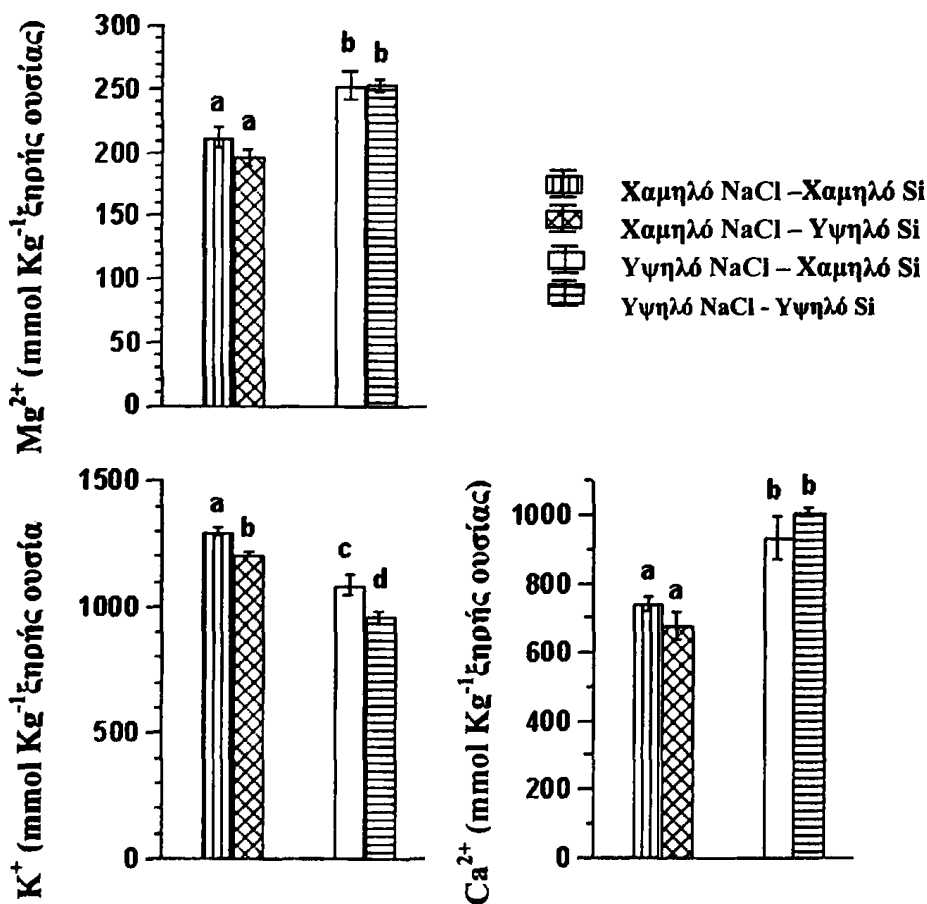 Mg2+ (mmol Kg-1ξηρής ουσίας)
300
250
200
150
100
50
0
a
a
b
b
Χαμηλό NaCl –Χαμηλό Si
Χαμηλό NaCl – Υψηλό Si
Υψηλό NaCl – Χαμηλό Si
Υψηλό NaCl - Υψηλό Si
K+ (mmol Kg-1ξηρής ουσία
1500
1000
500
0
a
b
c
d
Ca2+ (mmol Kg-1ξηρής ουσίας)
1000
800
600
400
200
0
a
a
b
b